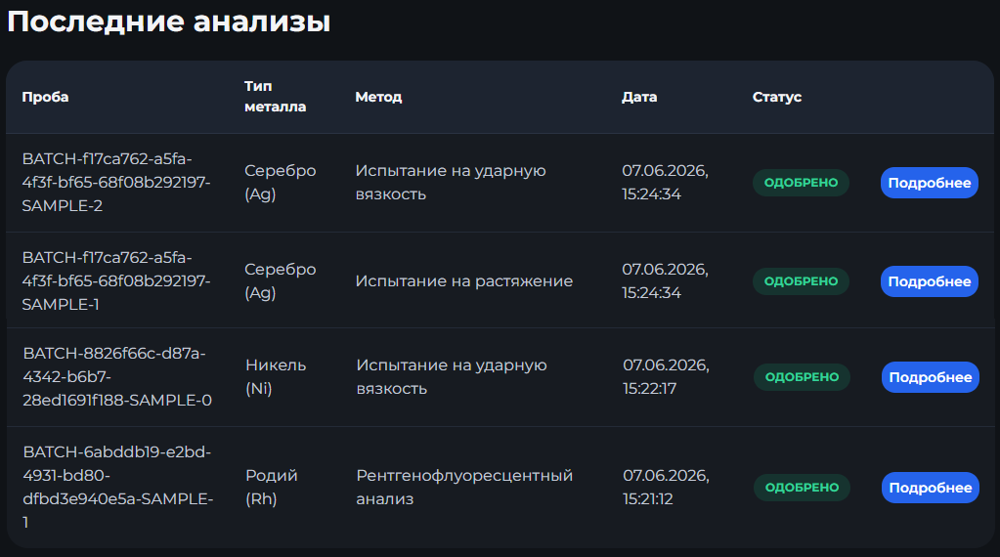 Последние анализы
Проба
Тип
металла
Метод
Дата
Статус
BATCH-f17ca762-a5fa-
4f3f-bf65-68f08b292197-
SAMPLE-2
Серебро
(Ag)
Испытание на ударную
вязкость
07.06.2026,
15:24:34
ОДОБРЕНО
Подробнее
BATCH-f17ca762-a5fa-
4f3f-bf65-68f08b292197-
SAMPLE-1
Серебро
(Ag)
Испытание на растяжение
07.06.2026,
15:24:34
ОДОБРЕНО
Подробнее
BATCH-8826f66c-d87a-
4342-b6b7-
28ed1691f188-SAMPLE-0
Никель
(Ni)
Испытание на ударную
вязкость
07.06.2026,
15:22:17
ОДОБРЕНО
Подробнее
BATCH-6abddb19-e2bd-
4931-bd80-
dfbd3e940e5a-SAMPLE-
1
Родий
(Rh)
Рентгенофлуоресцентный
анализ
07.06.2026,
15:21:12
ОДОБРЕНО
Подробнее